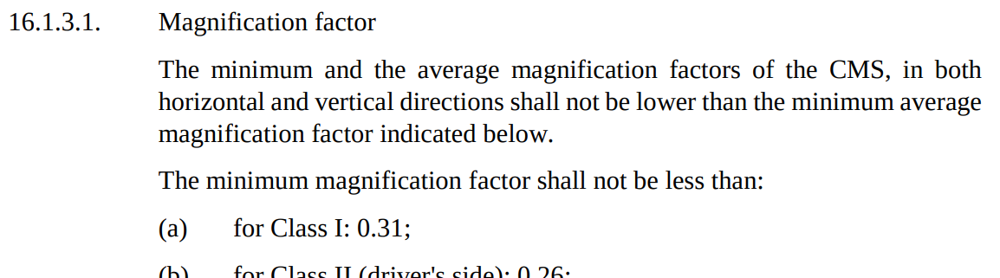 16.1.3.1. Magnification factor
The minimum and the average magnification factors of the CMS, in both
horizontal and vertical directions shall not be lower than the minimum average
magnification factor indicated below.
The minimum magnification factor shall not be less than:
(a) for Class I: 0.31;
(b) for Class II (driver's side): 0.26;